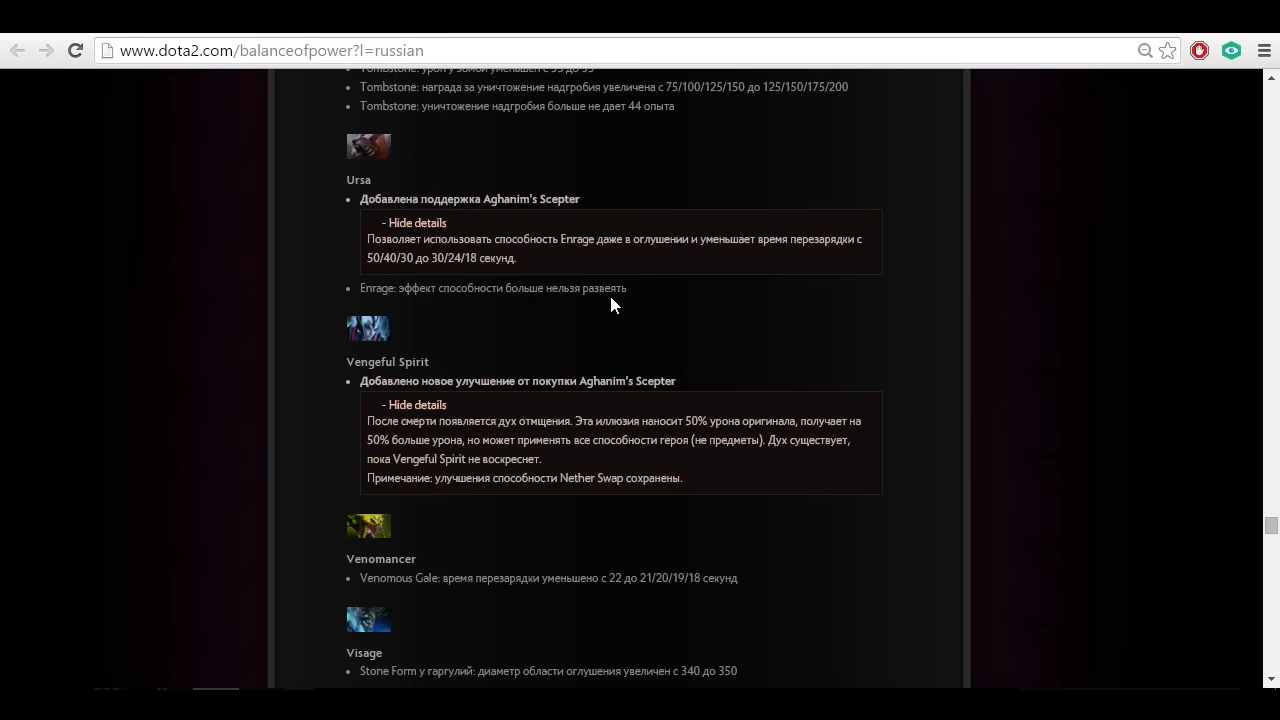 www.dota2.com/balanceofpower?l=russian
Tombstone: урон у зомби уменьшен с
Tombstone: награда за уничтожение надгробия увеличена с 75/100/125/150 до 125/150/175/200
Tombstone: уничтожение надгробия больше не дает 44 опыта
Ursa
Добавлена поддержка Aghanim's Scepter
- Hide details
Позволяет использовать способность Enrage даже в оглушении и уменьшает время перезарядки с
50/40/30 до 30/24/18 секунд.
Enrage: эффект способности больше нельзя развеять
Vengeful Spirit
Добавлено новое улучшение от покупки Aghanim's Scepter
- Hide details
После смерти появляется дух отмщения. Эта иллюзия наносит 50% урона оригинала, получает на
50% больше урона, но может применять все способности героя (не предметы). Дух существует,
пока Vengeful Spirit не воскреснет.
Примечание: улучшения способности Nether Swap сохранены.
Venomancer
Venomous Gale: время перезарядки уменьшено с 22 до 21/20/19/18 секунд
Visage
Stone Form у гаргулий: диаметр области оглушения увеличен с 340 до 350